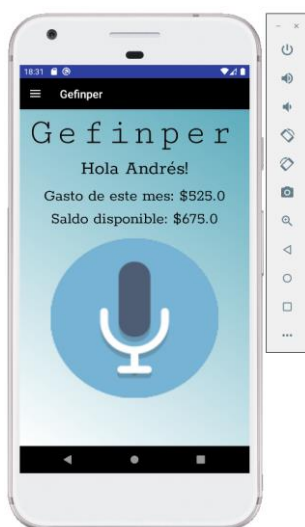 18:31
Gefinper
Gefinper
Hola Andrés!
Gasto de este mes: $525.0
Saldo disponible: $675.0